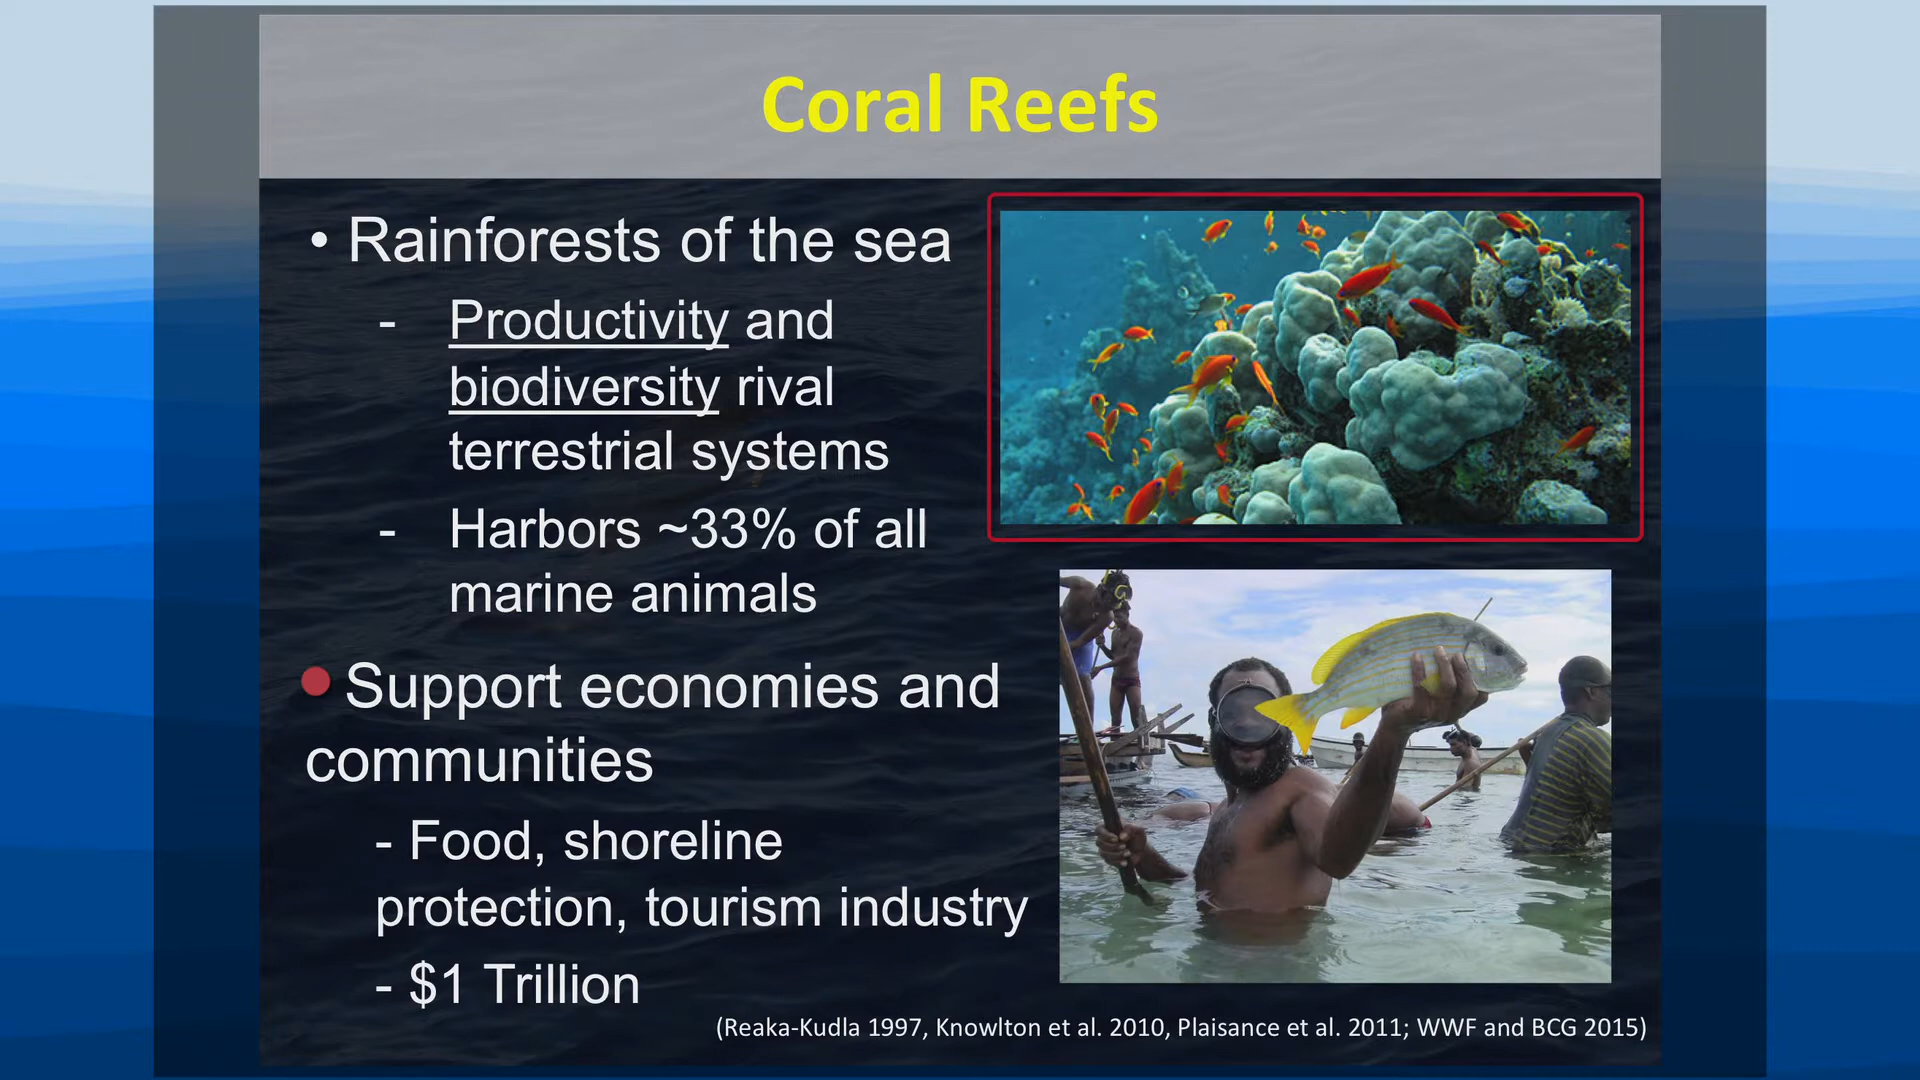 Coral Reefs
• Rainforests of the sea
- Productivity and
biodiversity rival
terrestrial systems
- Harbors ~33% of all
marine animals
Support economies and
communities
- Food, shoreline
protection, tourism industry
- $1 Trillion
(Reaka-Kudla 1997, Knowlton et al. 2010, Plaisance et al. 2011; WWF and BCG 2015)